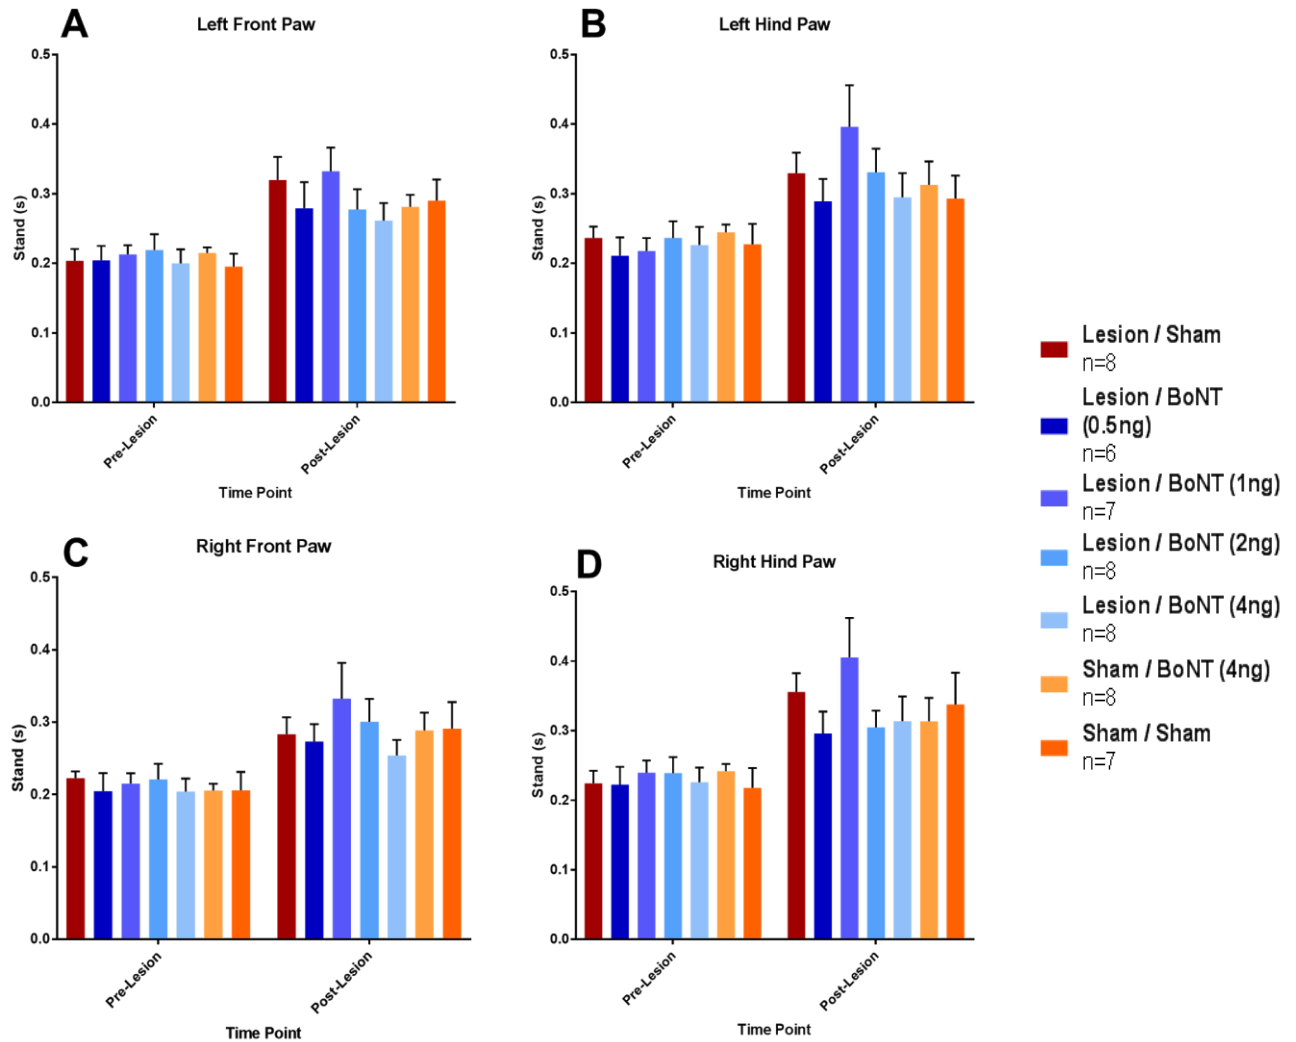 A
Left Front Paw
0.5
0.4
0.3
0.2
0.1
0.0
Stand (s)
Pre-Lesion
Post-Lesion
Time Point
B
Left Hind Paw
0.5
0.4
0.3
0.2
0.1
0.0
Stand (s)
Pre-Lesion
Post-Lesion
Time Point
C
Right Front Paw
0.5
0.4
0.3
0.2
0.1
0.0
Stand (s)
Pre-Lesion
Post-Lesion
Time Point
D
Right Hind Paw
0.5
0.4
0.3
0.2
0.1
0.0
Stand (s)
Pre-Lesion
Post-Lesion
Time Point
Lesion / Sham
n=8
Lesion / BoNT
(0.5ng)
n=6
Lesion / BoNT (1ng)
n=7
Lesion / BoNT (2ng)
n=8
Lesion / BoNT (4ng)
n=8
Sham / BoNT (4ng)
n=8
Sham / Sham
n=7